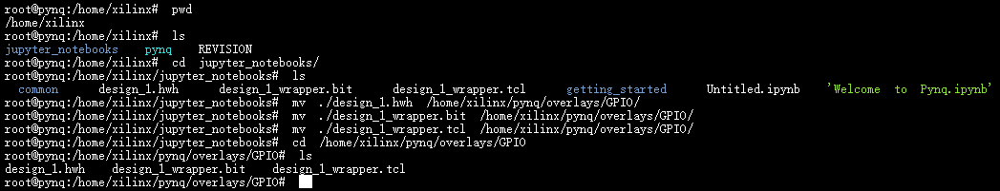 root@pynq:/home/xilinx# pwd
/home/xilinx
root@pynq:/home/xilinx# ls
jupyter_notebooks pynq REVISION
root@pynq:/home/xilinx# cd jupyter_notebooks/
root@pynq:/home/xilinx/jupyter_notebooks# ls
common design_1.hwh design_1_wrapper.bit design_1_wrapper.tcl getting_started Untitled.ipynb 'Welcome to Pynq.ipynb'
root@pynq:/home/xilinx/jupyter_notebooks# mv ./design_1.hwh /home/xilinx/pynq/overlays/GPIO/
root@pynq:/home/xilinx/jupyter_notebooks# mv ./design_1_wrapper.bit /home/xilinx/pynq/overlays/GPIO/
root@pynq:/home/xilinx/jupyter_notebooks# mv ./design_1_wrapper.tcl /home/xilinx/pynq/overlays/GPIO/
root@pynq:/home/xilinx/jupyter_notebooks# cd /home/xilinx/pynq/overlays/GPIO
root@pynq:/home/xilinx/pynq/overlays/GPIO# ls
design_1.hwh design_1_wrapper.bit design_1_wrapper.tcl
root@pynq:/home/xilinx/pynq/overlays/GPIO#